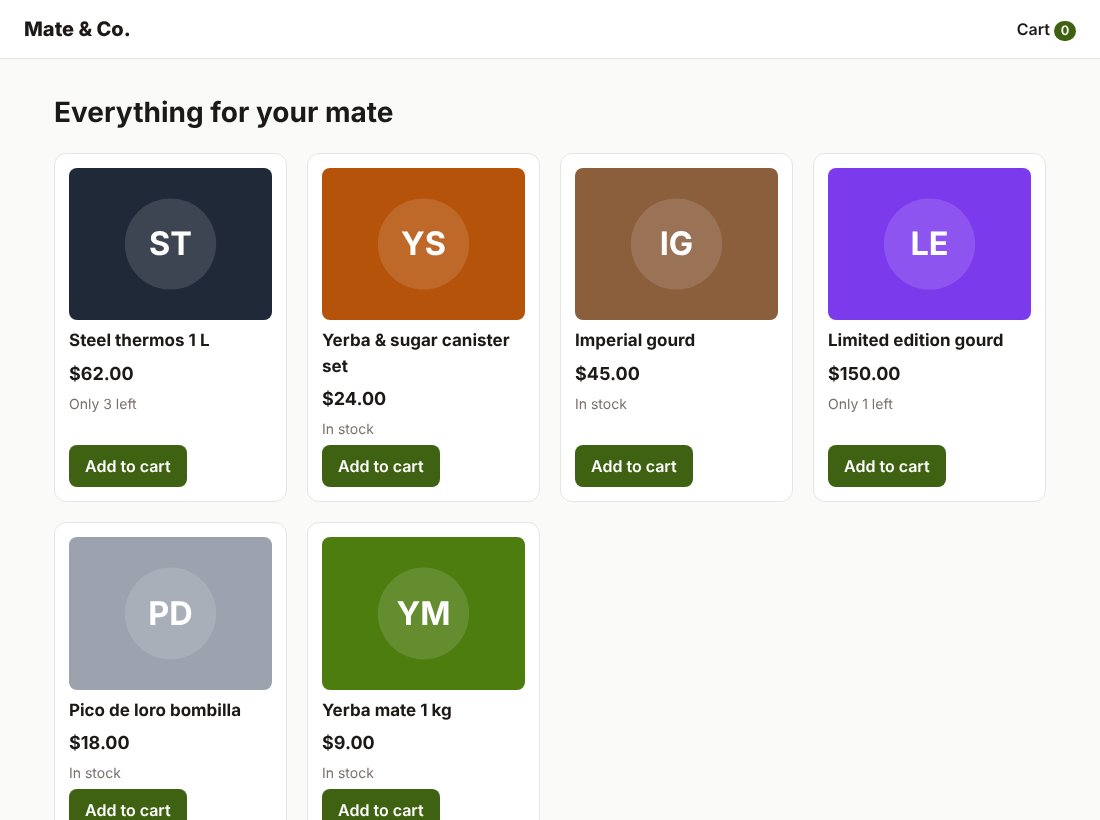 Mate & Co.
Cart 0
Everything for your mate
ST
Steel thermos 1 L
$62.00
Only 3 left
Add to cart
YS
Yerba & sugar canister
set
$24.00
In stock
Add to cart
IG
Imperial gourd
$45.00
In stock
Add to cart
LE
Limited edition gourd
$150.00
Only 1 left
Add to cart
PD
Pico de loro bombilla
$18.00
In stock
Add to cart
YM
Yerba mate 1 kg
$9.00
In stock
Add to cart